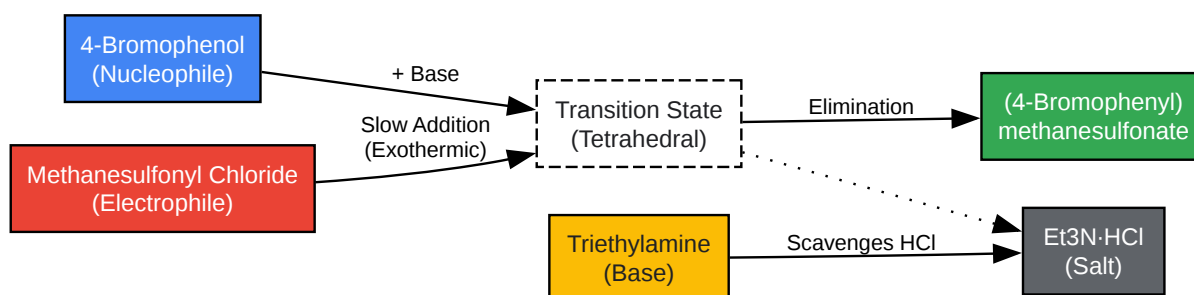 4-Bromophenol
(Nucleophile)
+ Base
Slow Addition
(Exothermic)
Methanesulfonyl Chloride
(Electrophile)
Transition State
(Tetrahedral)
Elimination
(4-Bromophenyl)
methanesulfonate
Triethylamine
(Base)
Scavenges HCl
Et3N·HCl
(Salt)